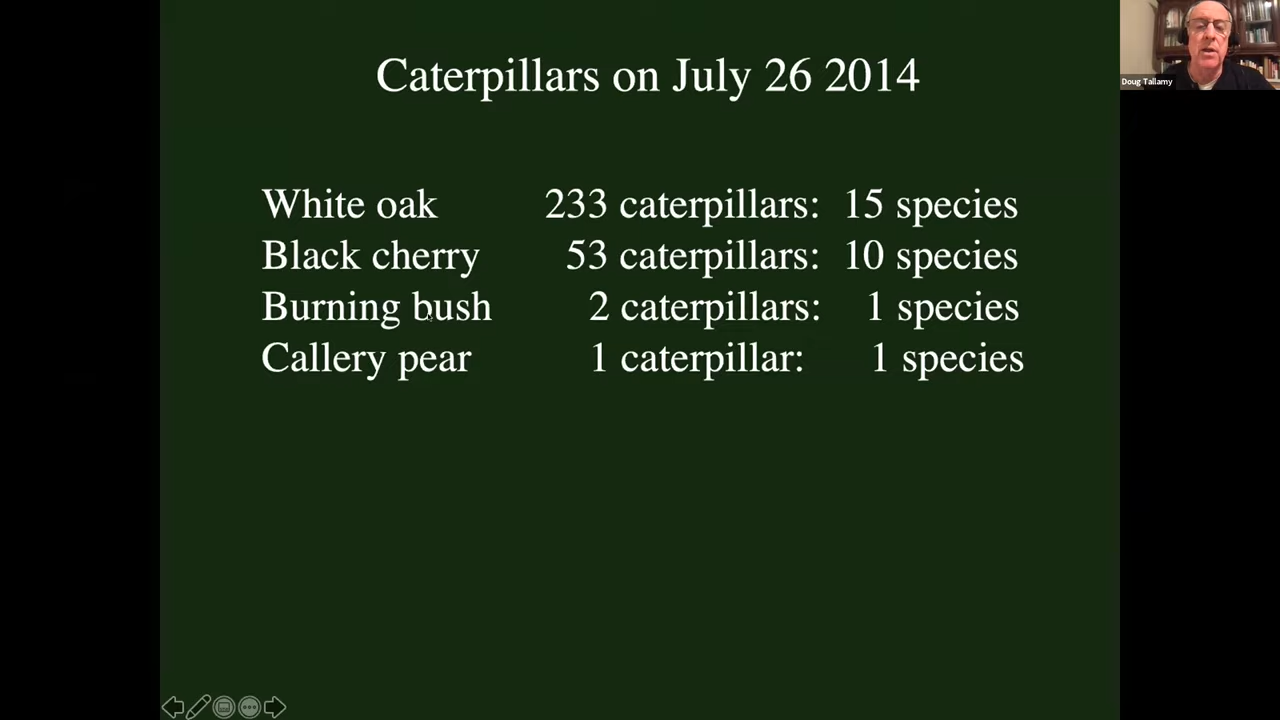 Caterpillars on July 26 2014
Doug Tallamy
White oak 233 caterpillars: 15 species
Black cherry 53 caterpillars: 10 species
Burning bush 2 caterpillars: 1 species
Callery pear 1 caterpillar: 1 species